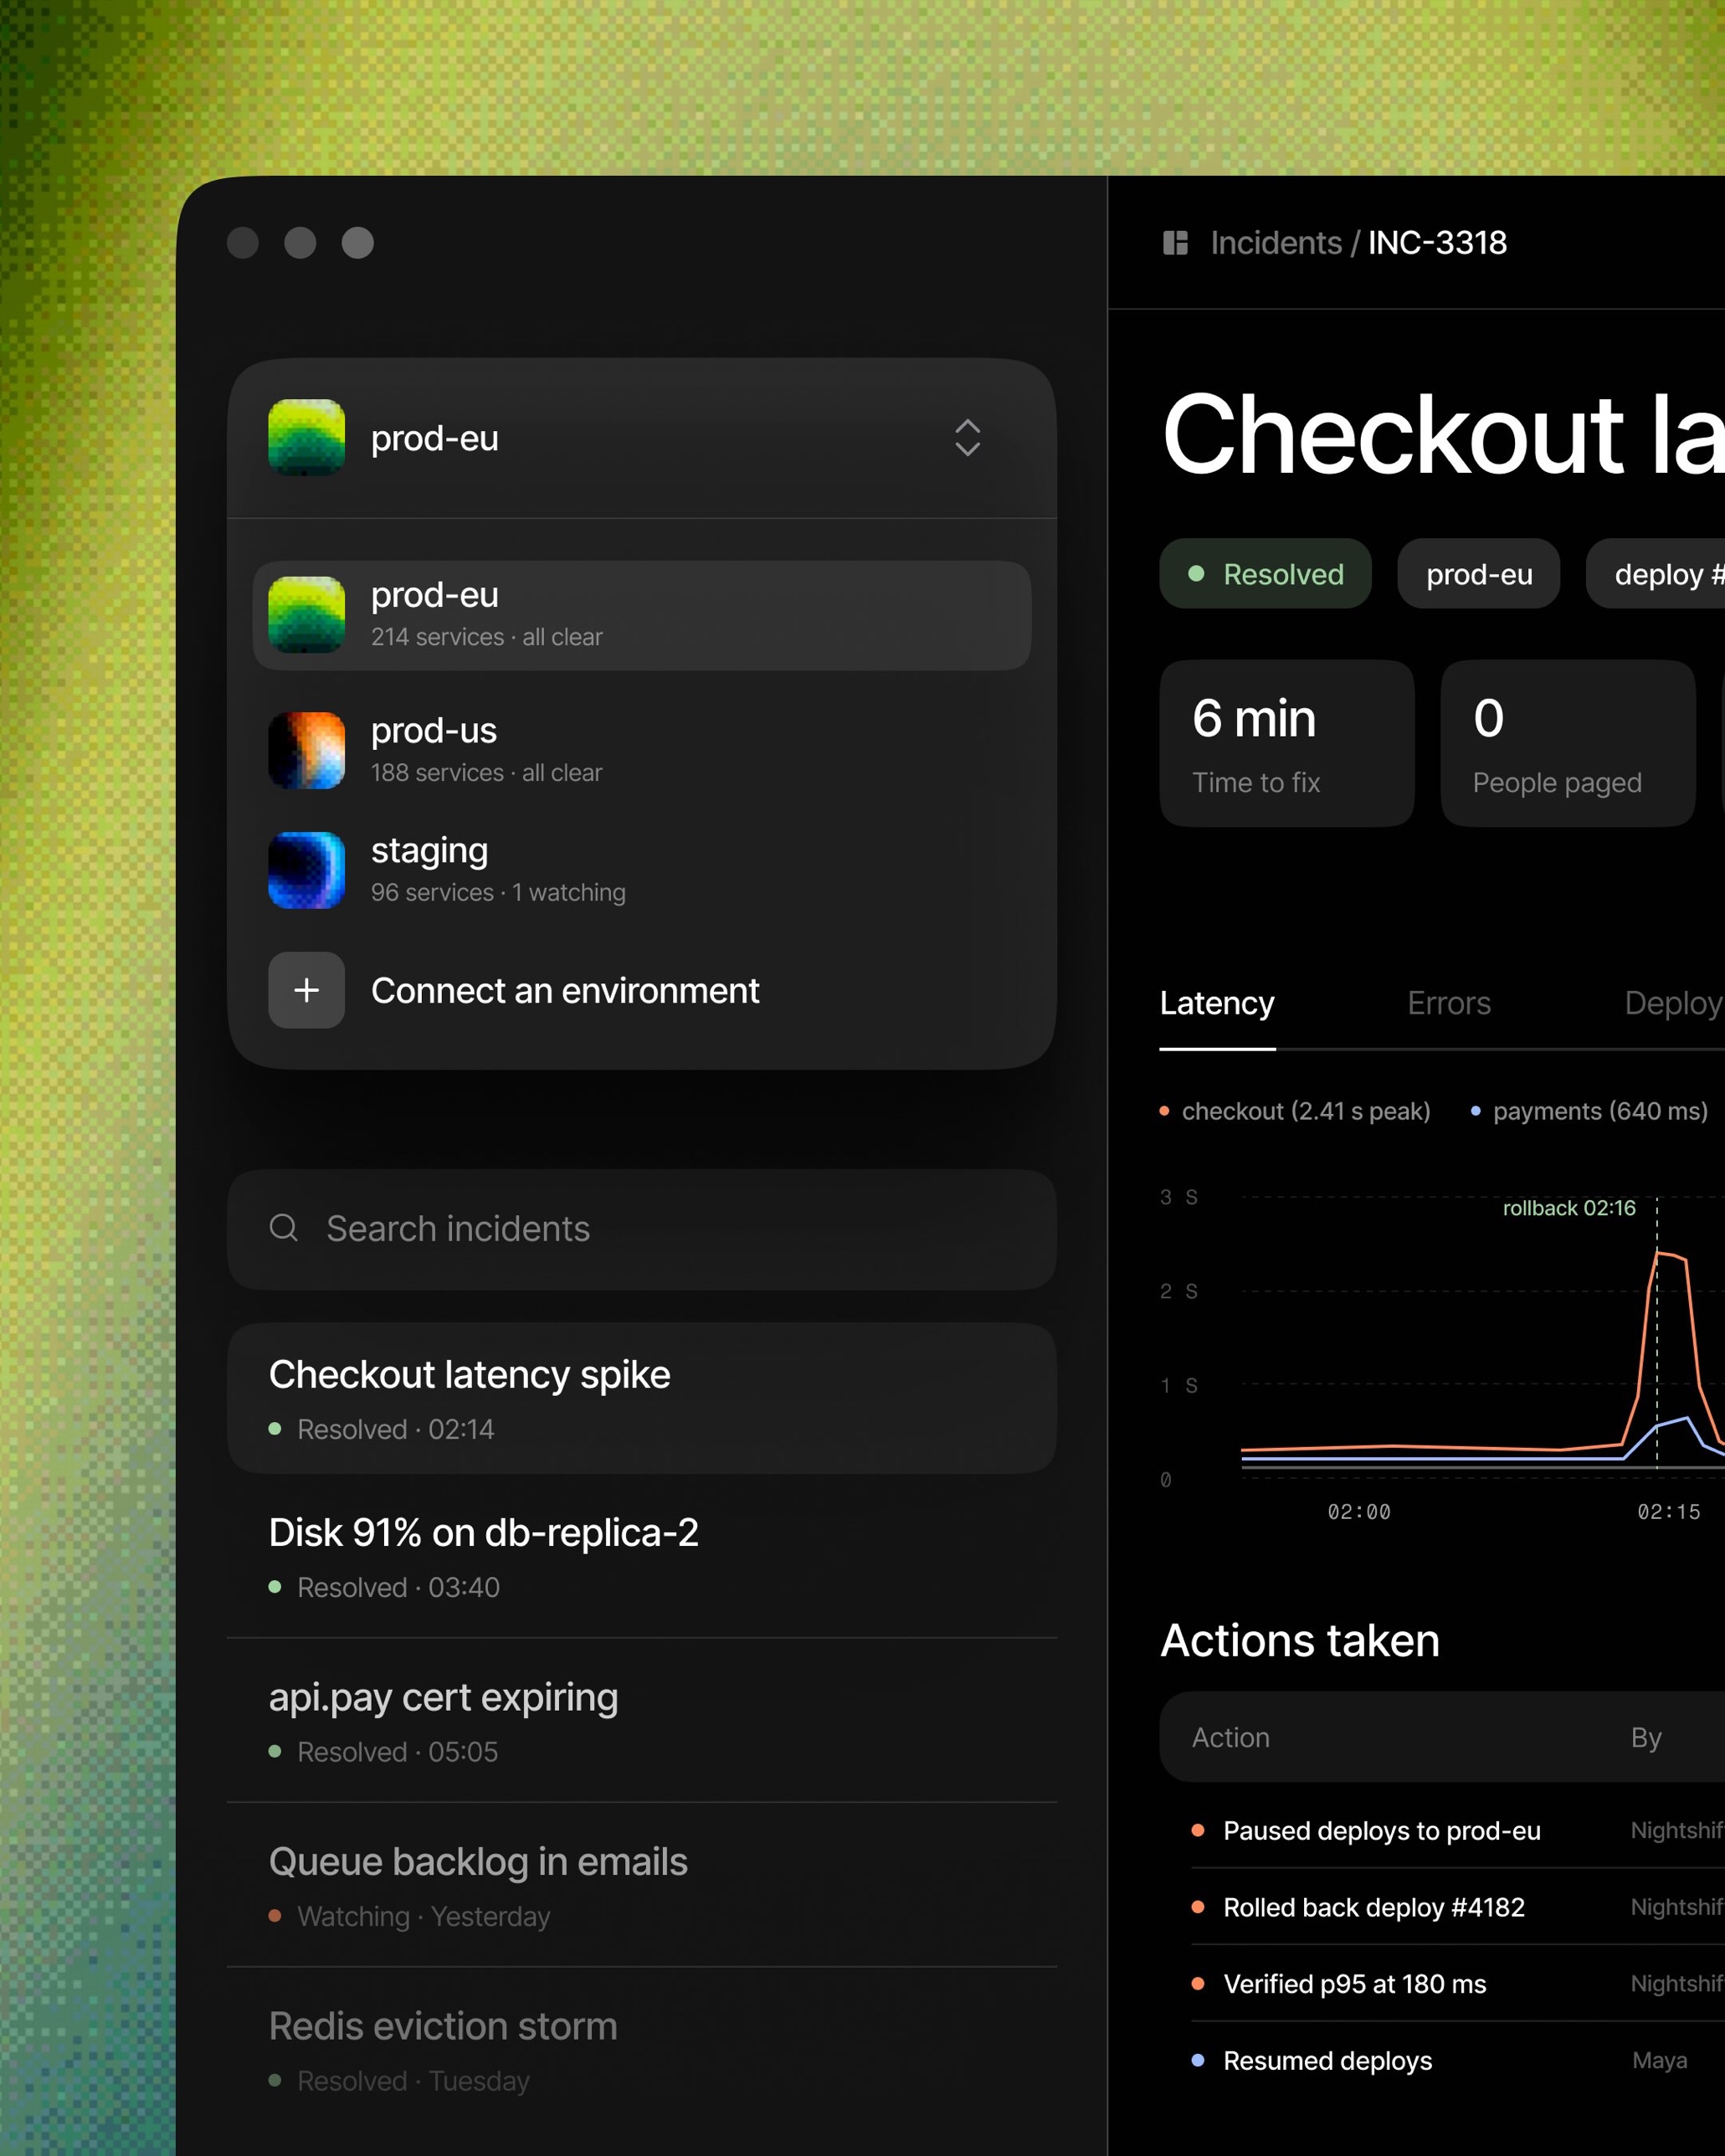 Incidents / INC-3318
prod-eu
prod-eu
214 services · all clear
prod-us
188 services · all clear
staging
96 services · 1 watching
Connect an environment
Search incidents
Checkout latency spike
Resolved · 02:14
Disk 91% on db-replica-2
Resolved · 03:40
api.pay cert expiring
Resolved · 05:05
Queue backlog in emails
Watching · Yesterday
Redis eviction storm
Resolved · Tuesday
Checkout la
Resolved prod-eu deploy #
6 min
Time to fix
0
People paged
Latency Errors Deploy
checkout (2.41 s peak) payments (640 ms)
3 S
rollback 02:16
2 S
1 S
0
02:00 02:15
Actions taken
Action By
Paused deploys to prod-eu Nightshif
Rolled back deploy #4182 Nightshif
Verified p95 at 180 ms Nightshif
Resumed deploys Maya